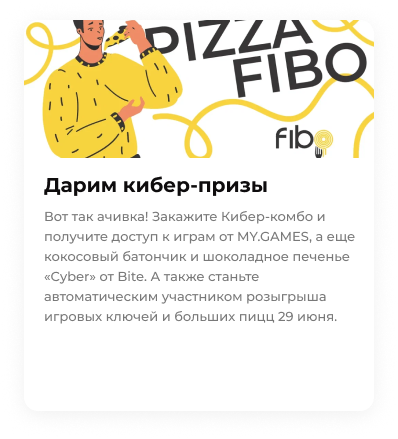 PIZZA
FIBO
fibo
Дарим кибер-призы
Вот так ачивка! Закажите Кибер-комбо и
получите доступ к играм от MY.GAMES, а еще
кокосовый батончик и шоколадное печенье
«Cyber» от Bite. А также станьте
автоматическим участником розыгрыша
игровых ключей и больших пицц 29 июня.